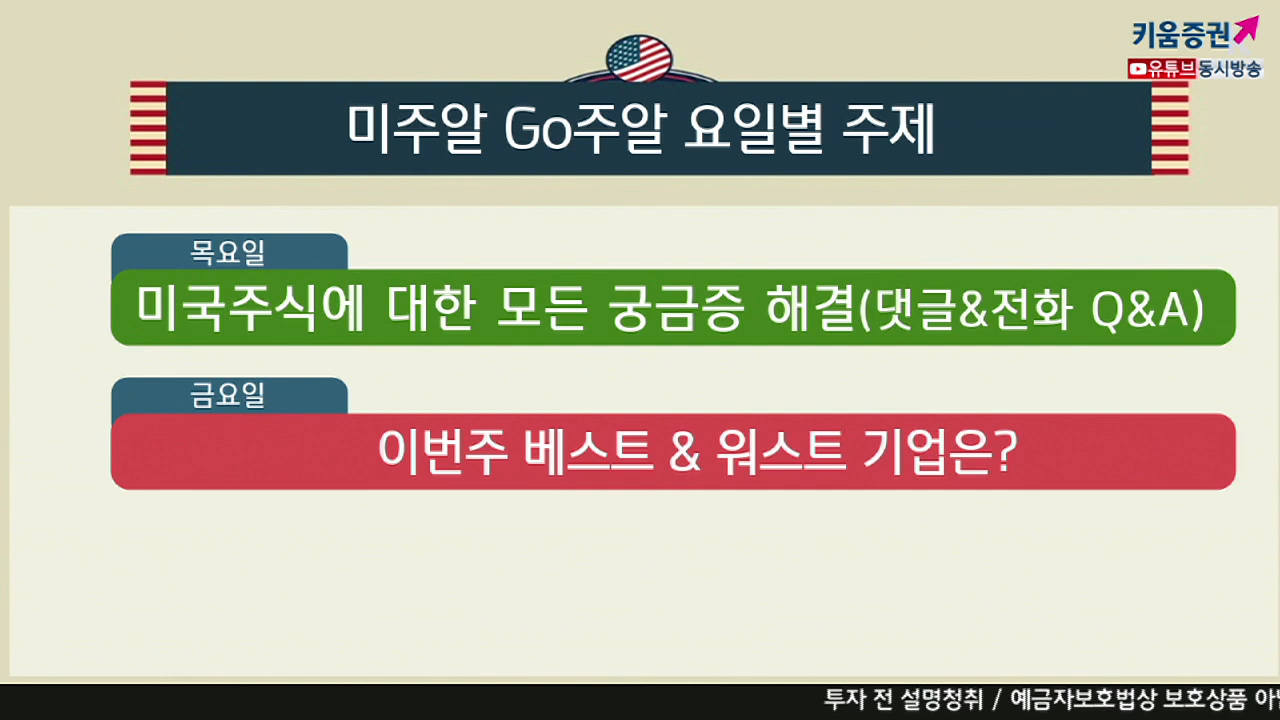 키움증권
유튜브 동시방송
미주알 Go주알 요일별 주제
목요일
미국주식에 대한 모든 궁금증 해결(댓글&전화 Q&A)
금요일
이번주 베스트 & 워스트 기업은?
투자 전 설명청취 / 예금자보호법상 보호상품